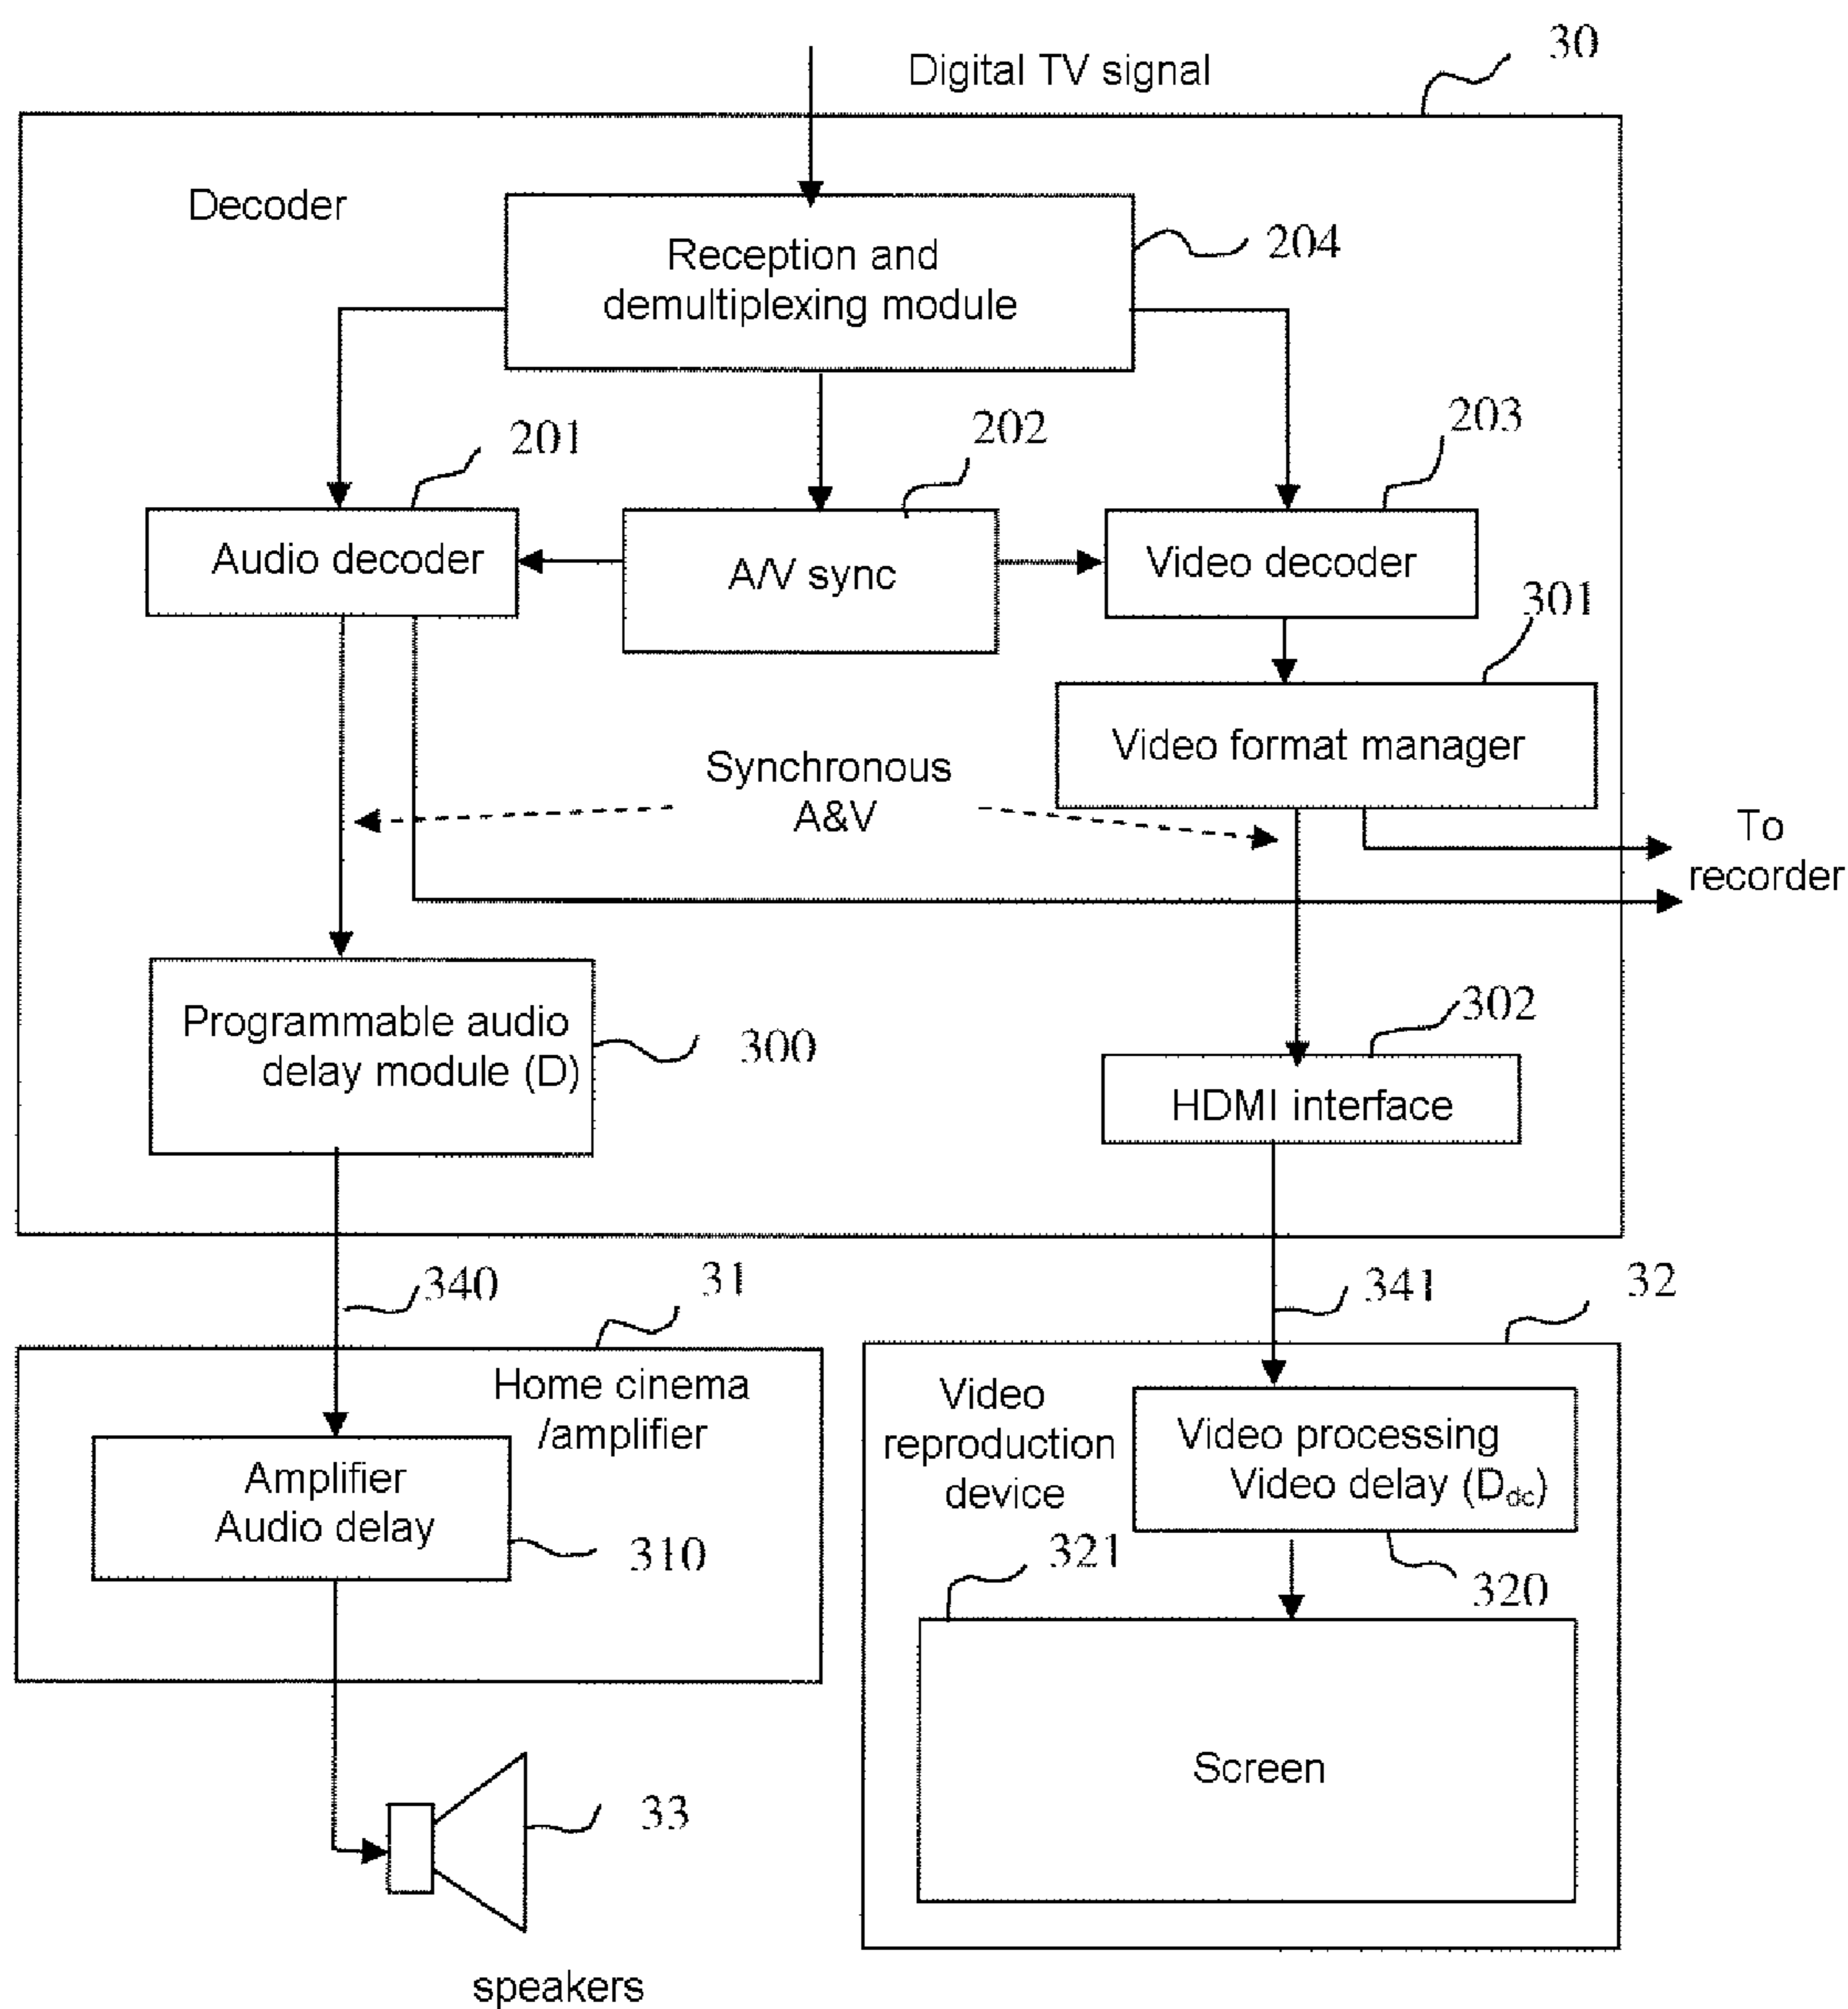 30
Digital TV signal
Decoder
Reception and
demultiplexing module
204
201
202
203
Audio decoder
A/V sync
Video decoder
301
Video format manager
Synchronous
A&V
To
recorder
Programmable audio
delay module (D)
300
302
HDMI interface
340
31
341
32
Home cinema
/amplifier
Amplifier
Audio delay
310
Video
reproduction
device
Video processing
Video delay (Ddc)
321
320
Screen
33
speakers